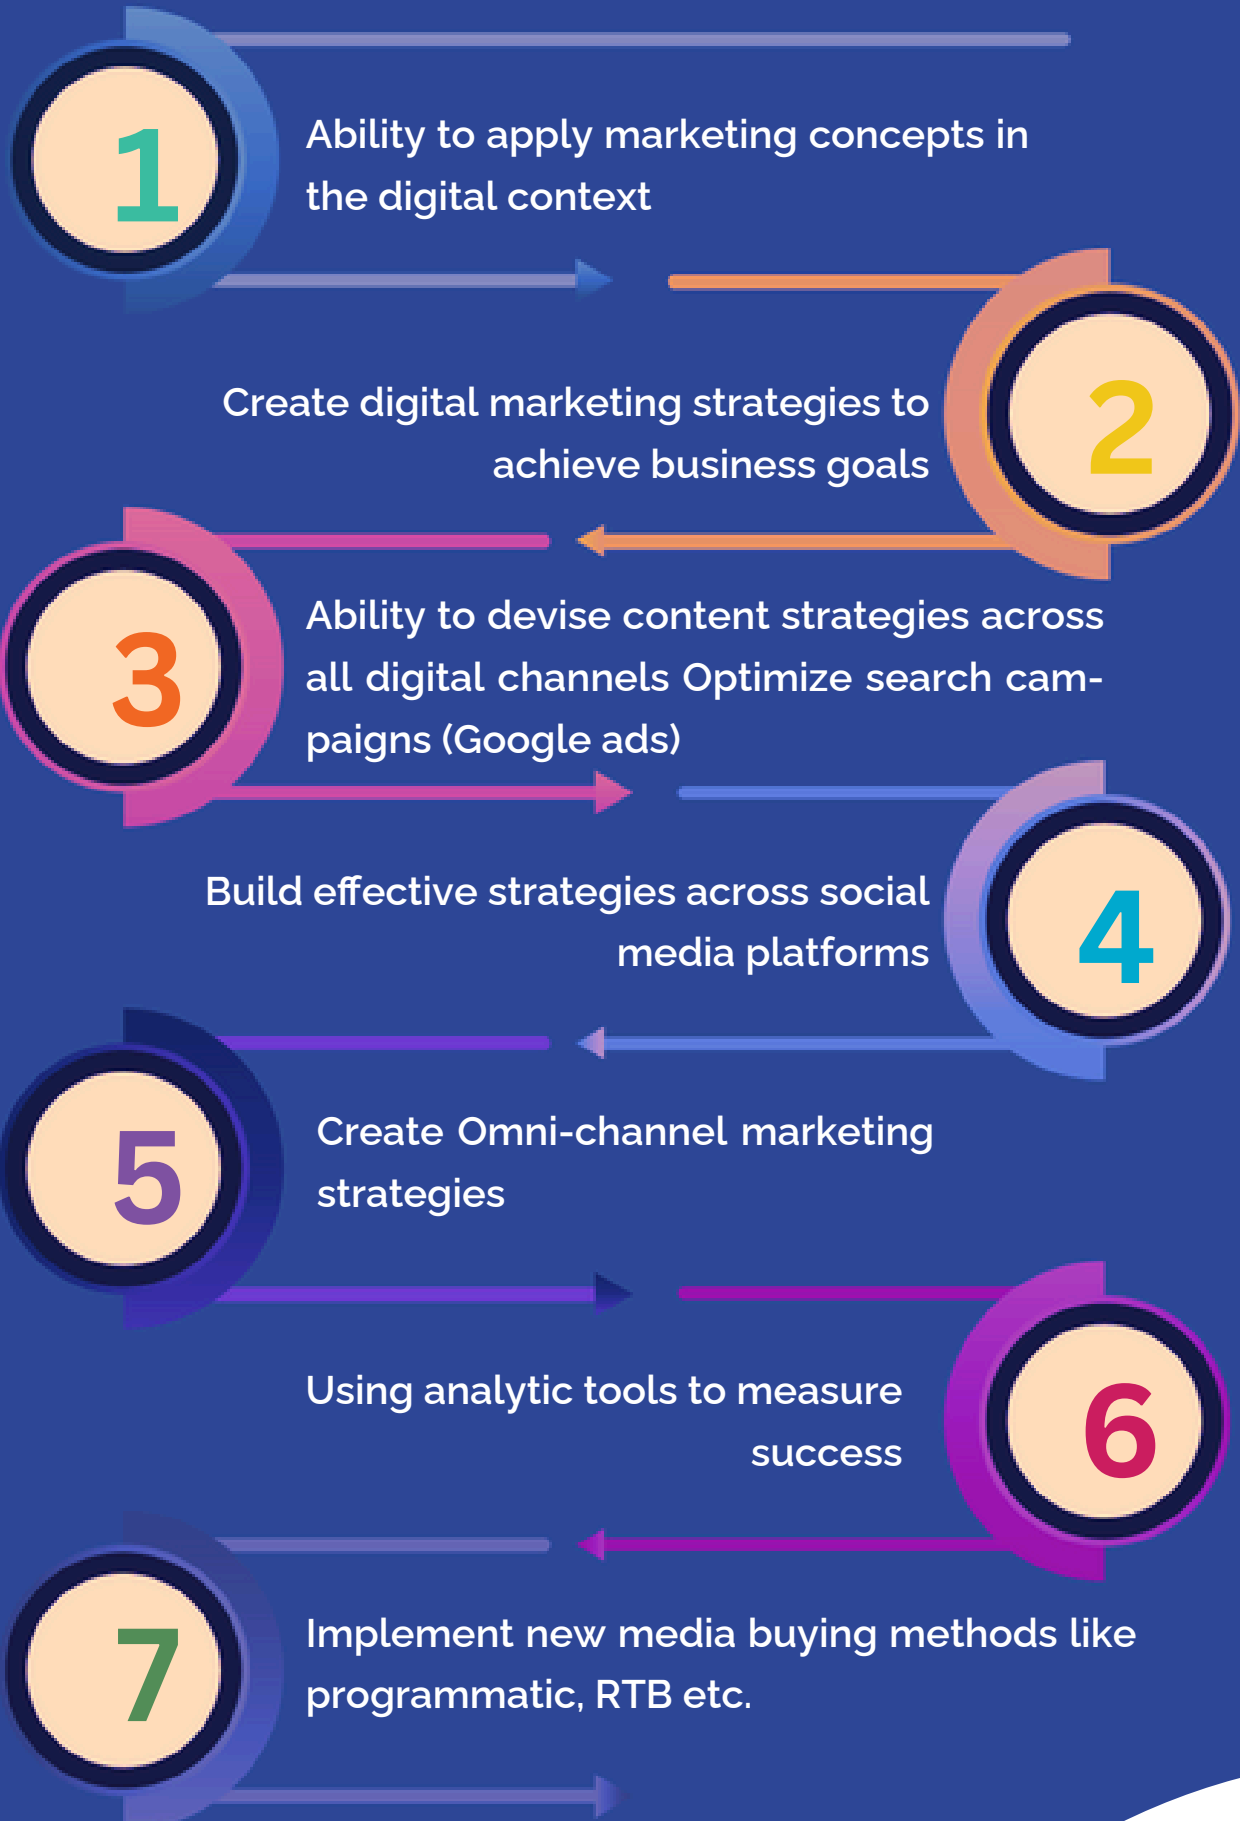 1
Ability to apply marketing concepts in
the digital context
2
Create digital marketing strategies to
achieve business goals
3
Ability to devise content strategies across
all digital channels Optimize search cam-
paigns (Google ads)
4
Build effective strategies across social
media platforms
5
Create Omni-channel marketing
strategies
6
Using analytic tools to measure
success
7
Implement new media buying methods like
programmatic, RTB etc.